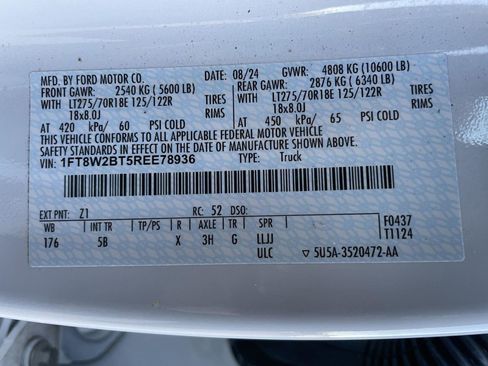 MFD. BY FORD MOTOR CO. DATE: 08/24 GVWR: 4808 KG (10600 LB)
FRONT GAWR: 2540 KG (5600 LB) REAR GAWR: 2876 KG (6340 LB)
WITH LT275/70R18E 125/122R TIRES WITH LT275/70R18E 125/122R TIRES
18x8.0J RIMS 18x8.0J RIMS
AT 420 kPa/ 60 PSI COLD AT 450 kPa/ 65 PSI COLD
THIS VEHICLE CONFORMS TO ALL APPLICABLE FEDERAL MOTOR VEHICLE
SAFETY STANDARDS IN EFFECT ON THE DATE OF MANUFACTURE SHOWN ABOVE.
VIN: 1FT8W2BT5REE78936 TYPE: Truck
EXT PNT: Z1 RC: 52 DSO:
WB INT TR TP/PS R AXLE TR SPR F0437
176 5B X 3H G LLJJ T1124
ULC 5U5A-3520472-AA